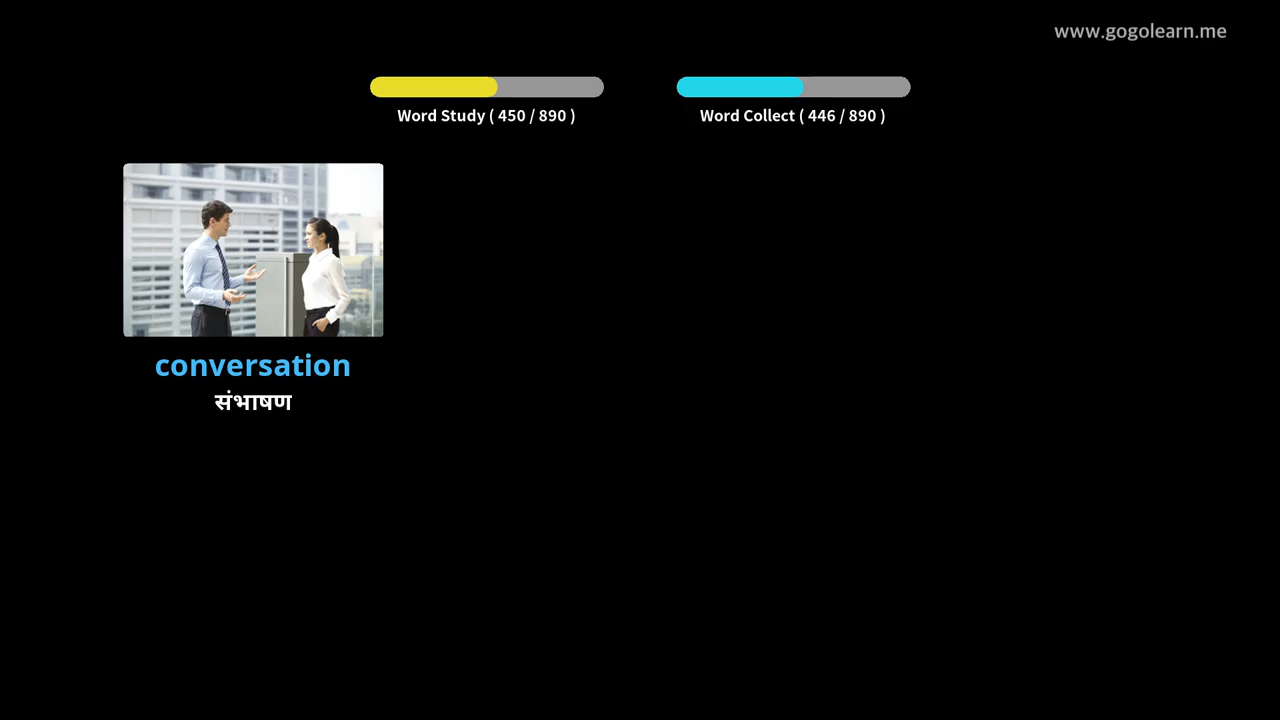 www.gogolearn.me
Word Study ( 450 / 890 )
Word Collect ( 446 / 890 )
conversation
संभाषण